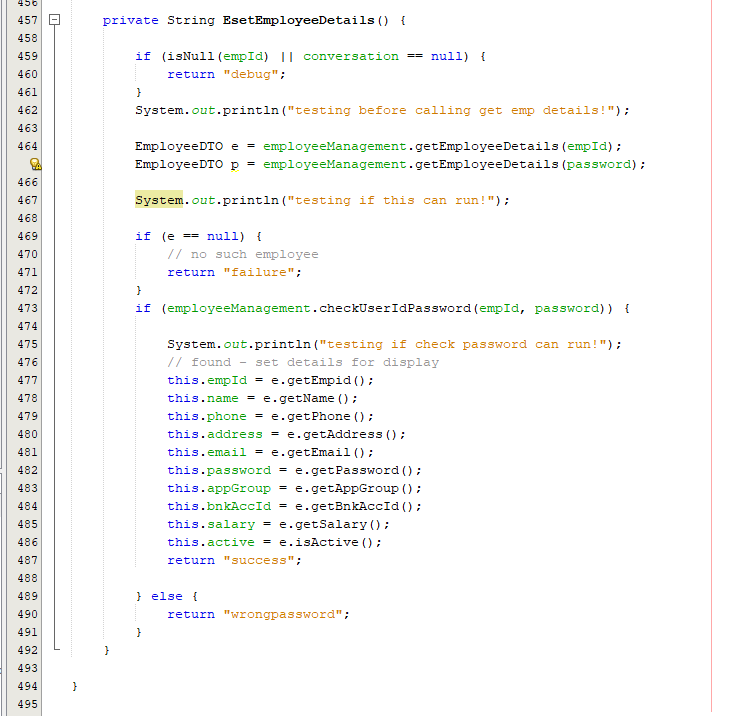 456
457 private String EsetEmployeeDetails() {
458
459 if (isNull(empId) || conversation == null) {
460 return "debug";
461 }
462 System.out.println("testing before calling get emp details!");
463
464 EmployeeDTO e = employeeManagement.getEmployeeDetails(empId);
EmployeeDTO p = employeeManagement.getEmployeeDetails(password);
466
467 System.out.println("testing if this can run!");
468
469 if (e == null) {
470 // no such employee
471 return "failure";
472 }
473 if (employeeManagement.checkUserIdPassword(empId, password)) {
474
475 System.out.println("testing if check password can run!");
476 // found - set details for display
477 this.empId = e.getEmpid();
478 this.name = e.getName();
479 this.phone = e.getPhone();
480 this.address = e.getAddress();
481 this.email = e.getEmail();
482 this.password = e.getPassword();
483 this.appGroup = e.getAppGroup();
484 this.bnkAccId = e.getBnkAccId();
485 this.salary = e.getSalary();
486 this.active = e.isActive();
487 return "success";
488
489 } else {
490 return "wrongpassword";
491 }
492 }
493
494 }
495